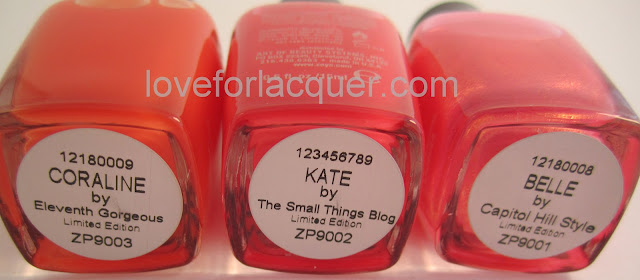 loveforlacquer.com
12180009
CORALINE
by
Eleventh Gorgeous
Limited Edition
ZP9003
123456789
KATE
by
The Small Things Blog
Limited Edition
ZP9002
12180008
BELLE
by
Capitol Hill Style
Limited Edition
ZP9001